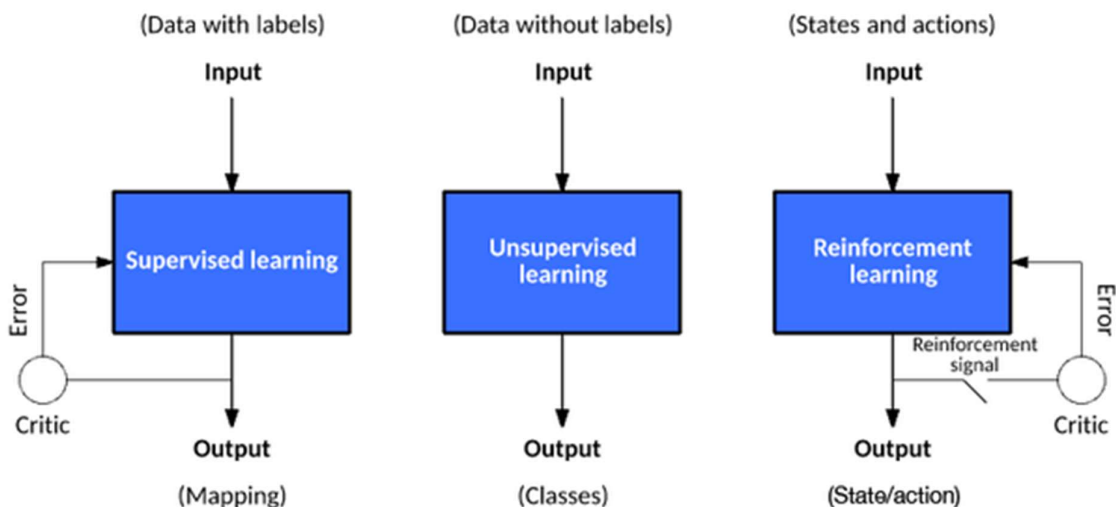 (Data with labels)
Input
Supervised learning
Error
Critic
Output
(Mapping)
(Data without labels)
Input
Unsupervised
learning
Output
(Classes)
(States and actions)
Input
Reinforcement
learning
Error
Reinforcement
signal
Critic
Output
(State/action)